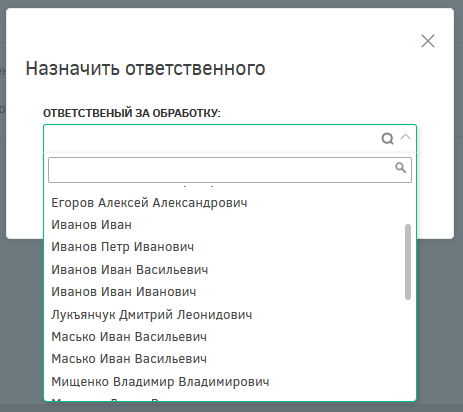 Назначить ответственного
ОТВЕТСТВЕНЫЙ ЗА ОБРАБОТКУ:
Егоров Алексей Александрович
Иванов Иван
Иванов Петр Иванович
Иванов Иван Васильевич
Иванов Иван Иванович
Лукъянчук Дмитрий Леонидович
Масько Иван Васильевич
Масько Иван Васильевич
Мищенко Владимир Владимирович